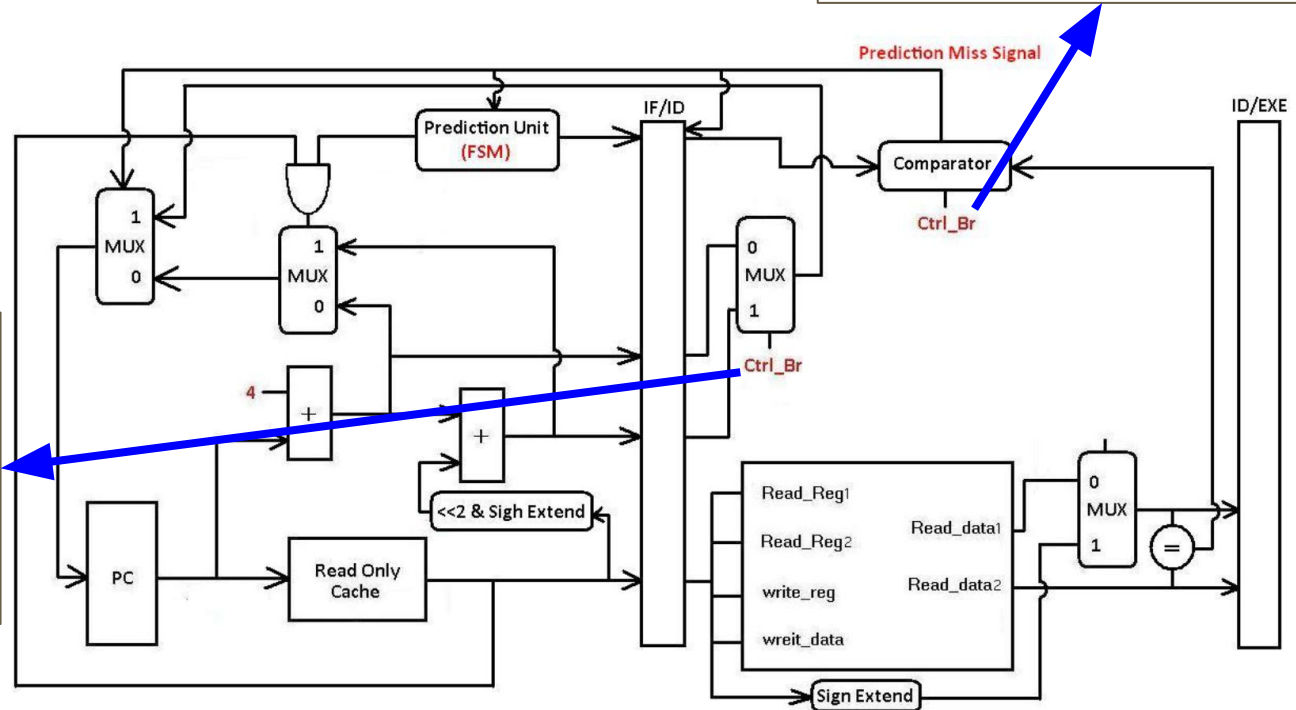 Prediction Miss Signal
IF/ID
ID/EXE
Prediction Unit
(FSM)
Comparator
Ctrl_Br
1
MUX
0
1
MUX
0
0
MUX
1
Ctrl_Br
4
+
+
<<2 & Sigh Extend
PC
Read Only
Cache
Read_Reg1
Read_Reg2
write_reg
wreit_data
Read_data1
Read_data2
0
MUX
1
=
Sign Extend